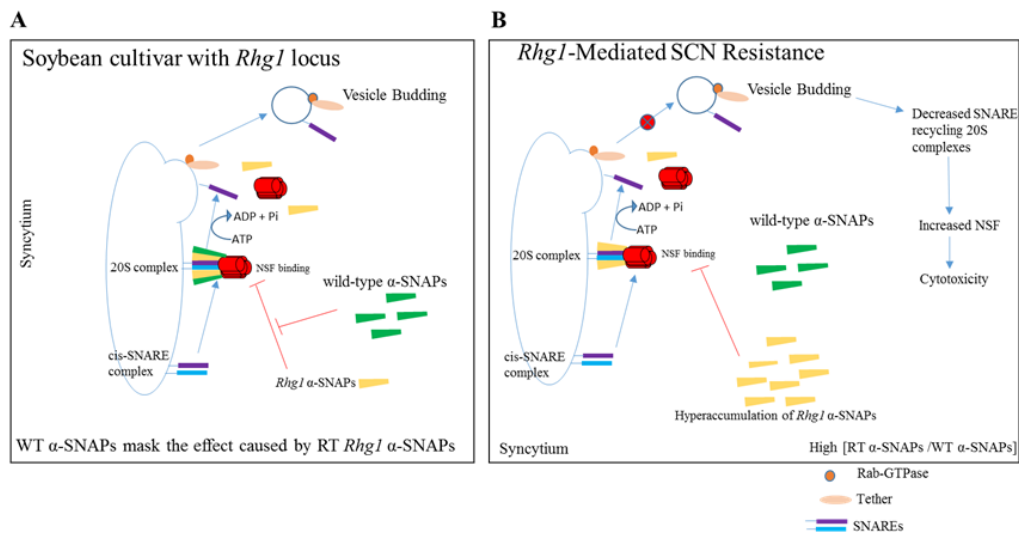 A
Soybean cultivar with Rhg1 locus
Vesicle Budding
Syncytium
ADP + Pi
ATP
20S complex
NSF binding
wild-type α-SNAPs
cis-SNARE
complex
Rhg1 α-SNAPs
WT α-SNAPs mask the effect caused by RT Rhg1 α-SNAPs
B
Rhg1-Mediated SCN Resistance
Vesicle Budding
Decreased SNARE
recycling 20S
complexes
ADP + Pi
ATP
wild-type α-SNAPs
Increased NSF
20S complex
NSF binding
Cytotoxicity
cis-SNARE
complex
Hyperaccumulation of Rhg1 α-SNAPs
Syncytium
High [RT α-SNAPs /WT α-SNAPs]
Rab-GTPase
Tether
SNAREs